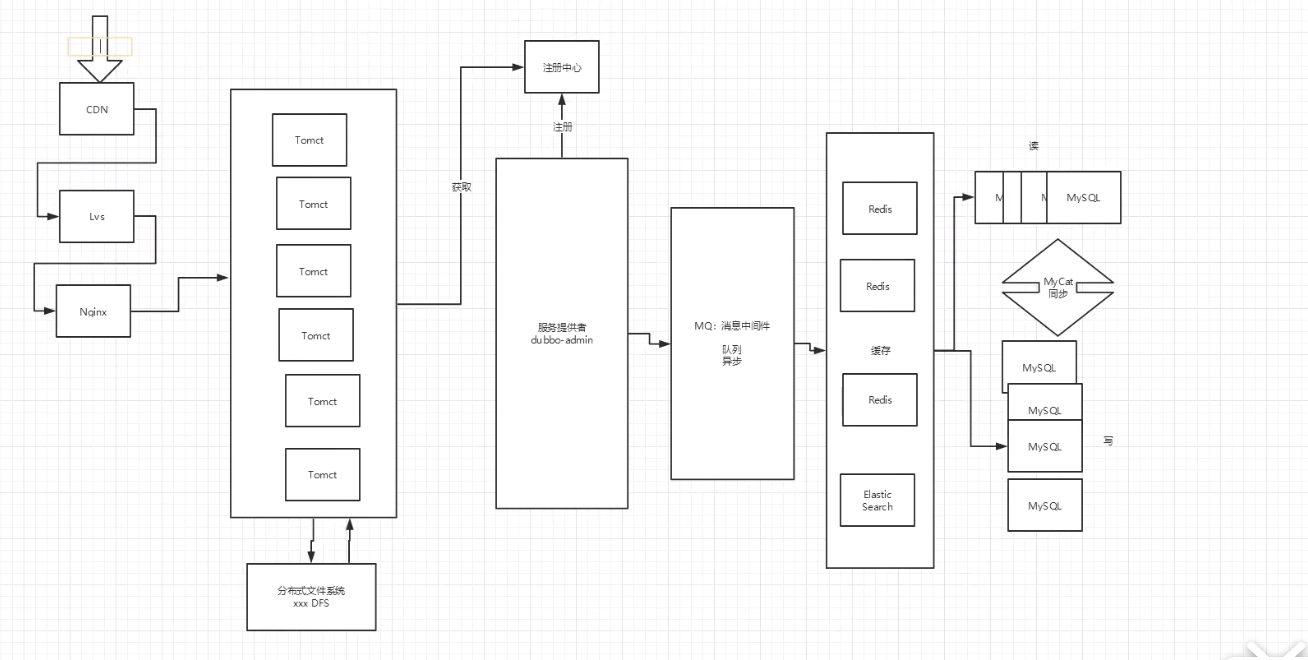 CDN
Lvs
Nginx
Tomct
Tomct
Tomct
Tomct
Tomct
Tomct
分布式文件系统
xxx DFS
获取
注册中心
注册
服务提供者
dubbo-admin
MQ：消息中间件
队列
异步
Redis
Redis
缓存
Redis
Elastic
Search
读
M
M
MySQL
MyCat
同步
MySQL
MySQL
MySQL
写
MySQL